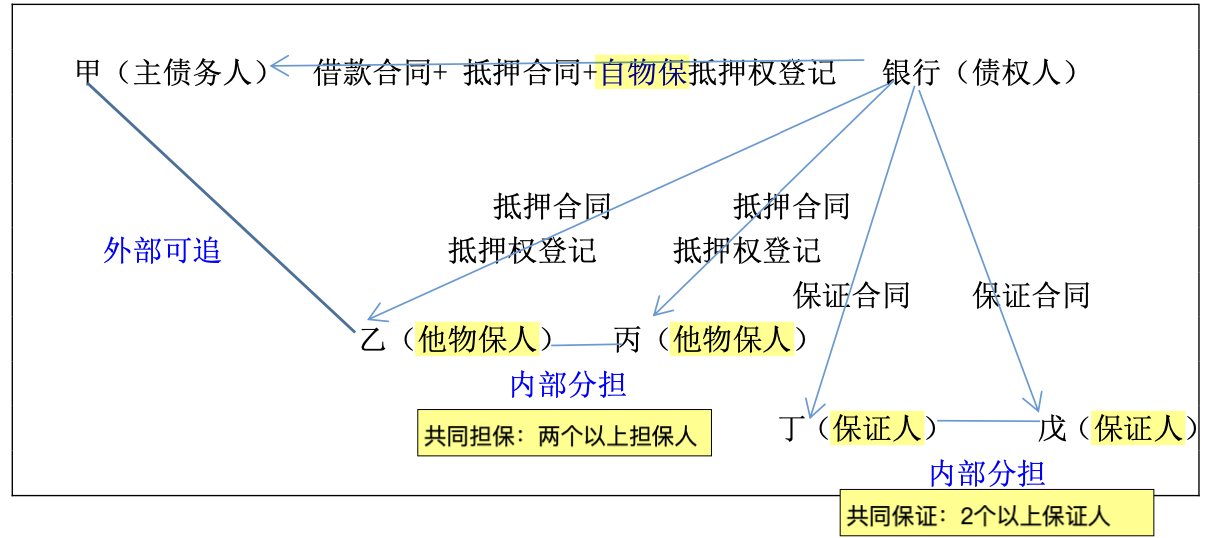 甲（主债务人） 借款合同+ 抵押合同+自物保抵押权登记 银行（债权人）
抵押合同 抵押合同
外部可追 抵押权登记 抵押权登记
保证合同 保证合同
乙（他物保人） 丙（他物保人）
内部分担
共同担保：两个以上担保人
丁（保证人） 戊（保证人）
内部分担
共同保证：2个以上保证人